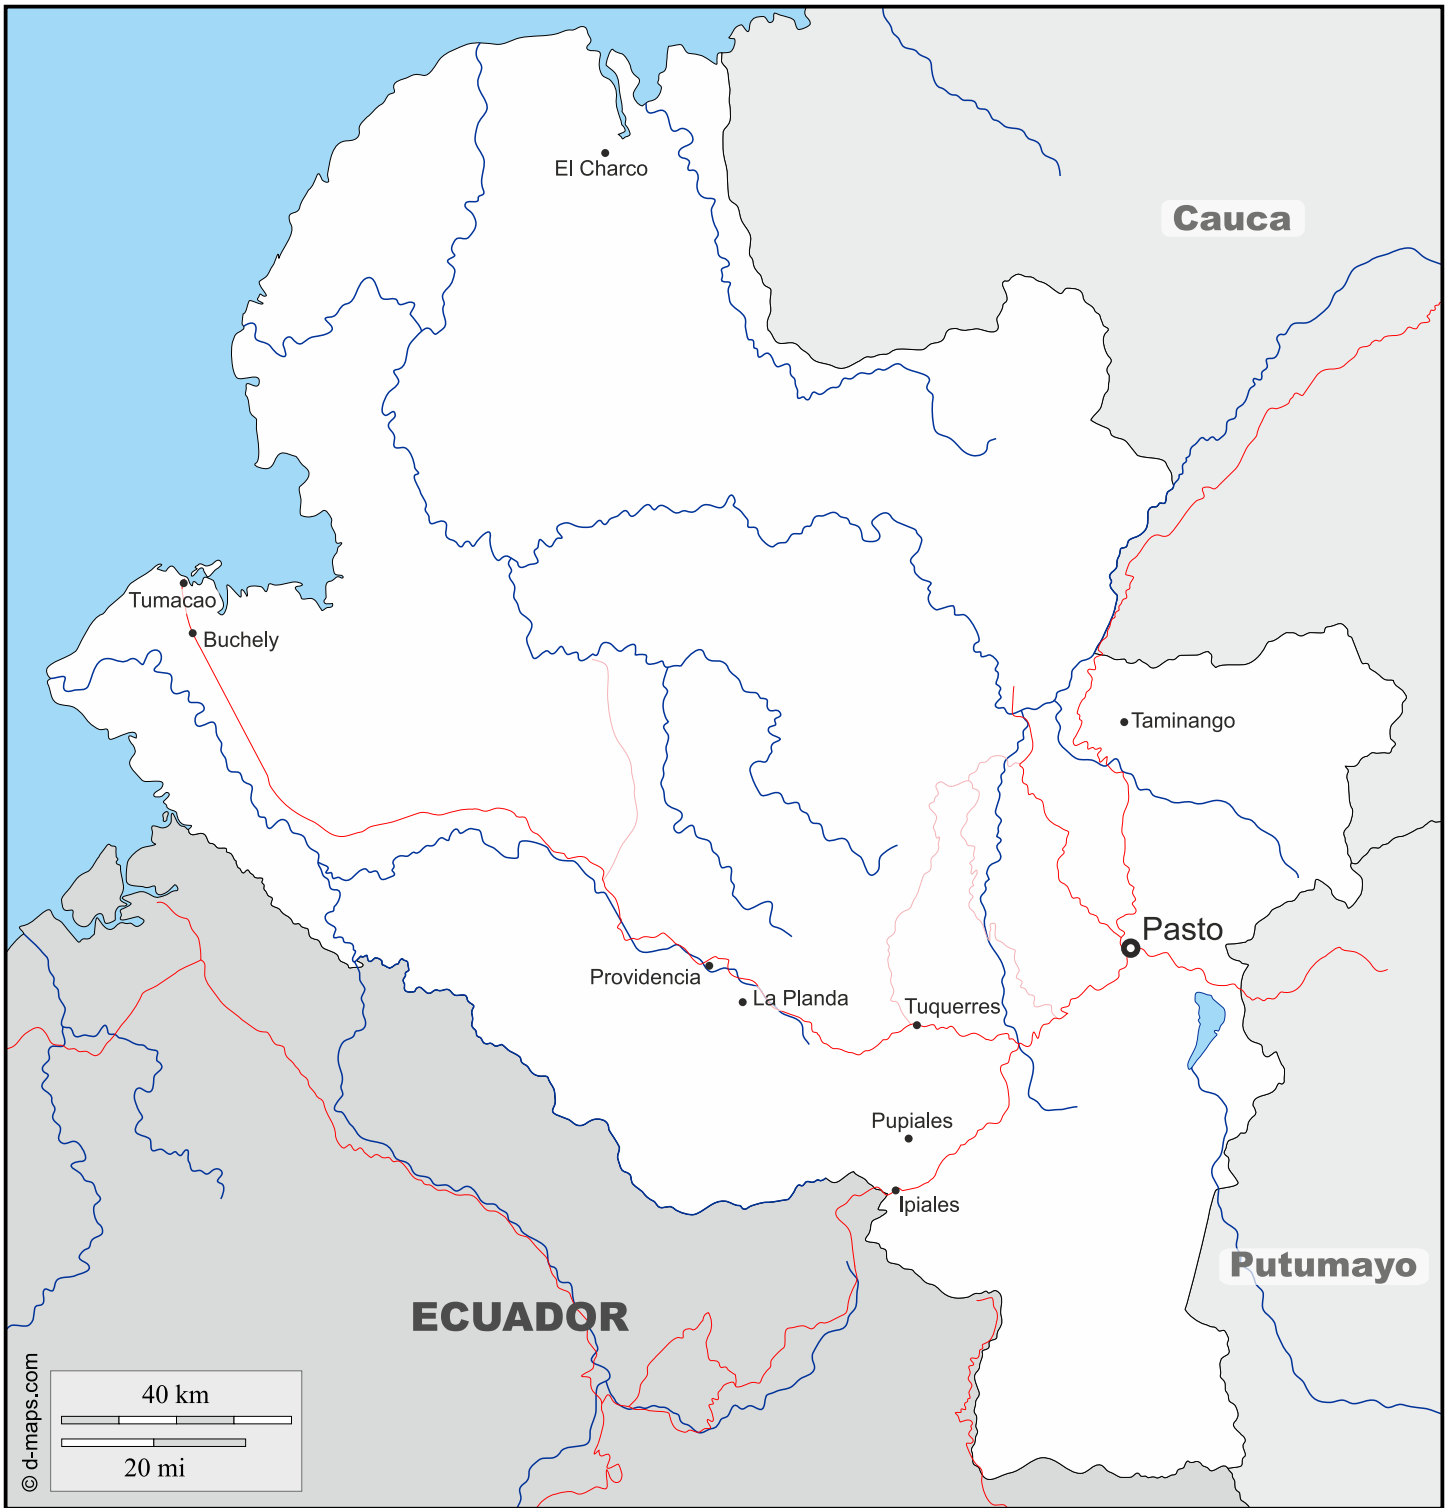 El Charco
Cauca
Tumacao
Buchely
Taminango
Pasto
Providencia
La Planda
Tuquerres
Pupiales
Ipiales
Putumayo
ECUADOR
© d-maps.com
40 km
20 mi